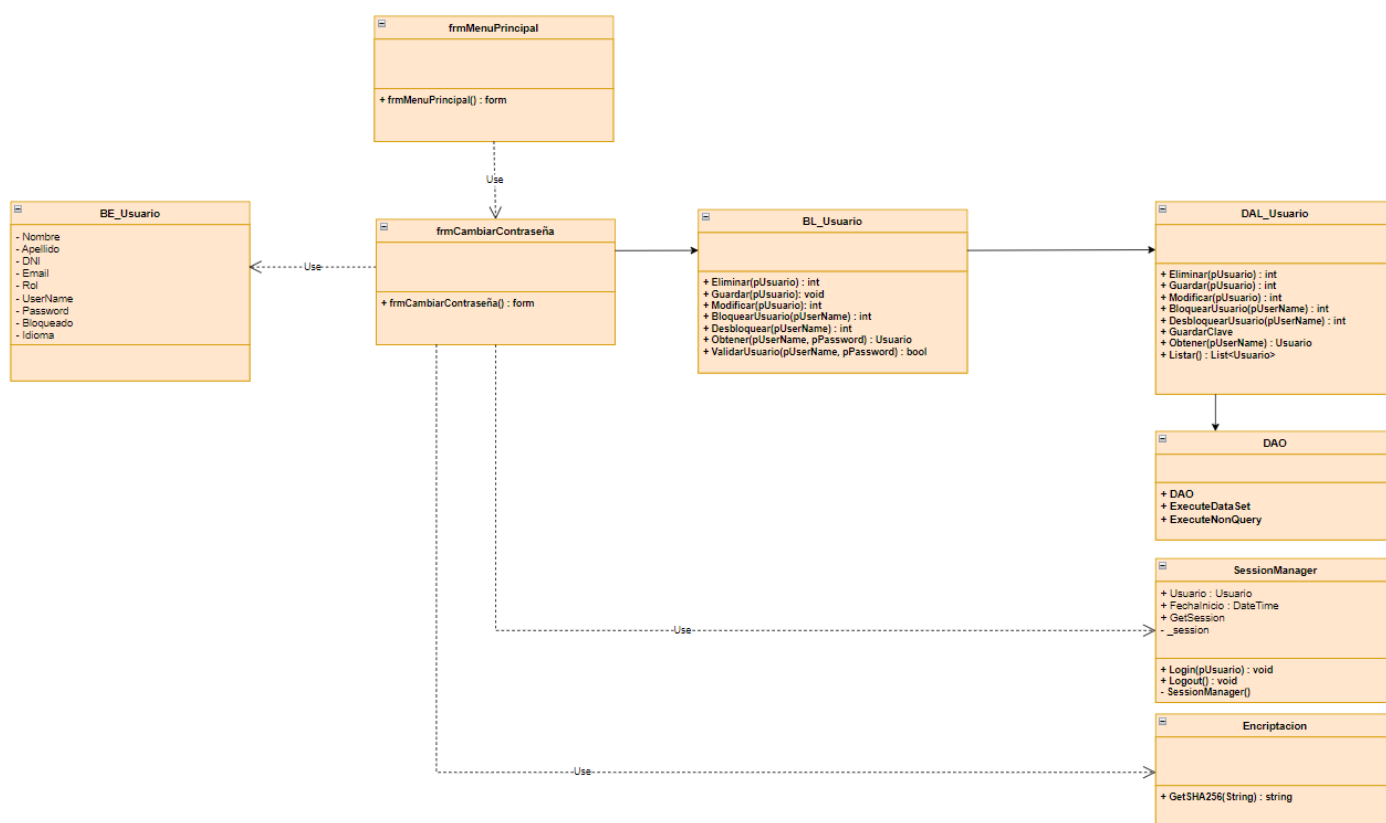 frmMenuPrincipal
+ frmMenuPrincipal() : form
Use
BE_Usuario
- Nombre
- Apellido
- DNI
- Email
- Rol
- UserName
- Password
- Bloqueado
- Idioma
Use
frmCambiarContraseña
+ frmCambiarContraseña() : form
BL_Usuario
+ Eliminar(pUsuario) : int
+ Guardar(pUsuario): void
+ Modificar(pUsuario): int
+ BloquearUsuario(pUserName) : int
+ Desbloquear(pUserName) : int
+ Obtener(pUserName, pPassword) : Usuario
+ ValidarUsuario(pUserName, pPassword) : bool
DAL_Usuario
+ Eliminar(pUsuario) : int
+ Guardar(pUsuario) : int
+ Modificar(pUsuario) : int
+ BloquearUsuario(pUserName) : int
+ DesbloquearUsuario(pUserName) : int
+ GuardarClave
+ Obtener(pUserName) : Usuario
+ Listar() : List<Usuario>
DAO
+ DAO
+ ExecuteDataSet
+ ExecuteNonQuery
Use
SessionManager
+ Usuario : Usuario
+ FechaInicio : DateTime
+ GetSession
- _session
+ Login(pUsuario) : void
+ Logout() : void
- SessionManager()
Use
Encriptacion
+ GetSHA256(String) : string